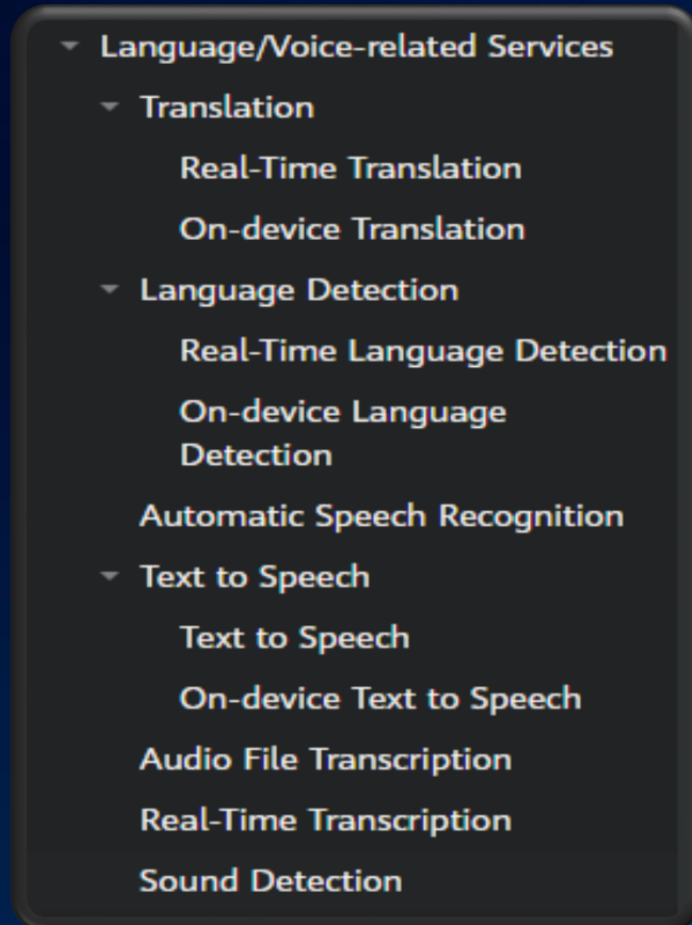 Language/Voice-related Services
Translation
Real-Time Translation
On-device Translation
Language Detection
Real-Time Language Detection
On-device Language
Detection
Automatic Speech Recognition
Text to Speech
Text to Speech
On-device Text to Speech
Audio File Transcription
Real-Time Transcription
Sound Detection